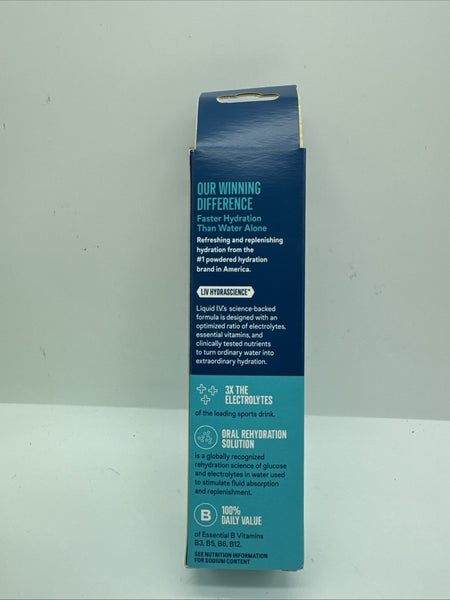 OUR WINNING
DIFFERENCE
Faster Hydration
Than Water Alone
Refreshing and replenishing
hydration from the
#1 powdered hydration
brand in America.
LIV HYDRASCIENCE™
Liquid I.V.'s science-backed
formula is designed with an
optimized ratio of electrolytes,
essential vitamins, and
clinically tested nutrients
to turn ordinary water into
extraordinary hydration.
3X THE
ELECTROLYTES
of the leading sports drink.
ORAL REHYDRATION
SOLUTION
is a globally recognized
rehydration science of glucose
and electrolytes in water used
to stimulate fluid absorption
and replenishment.
B
100%
DAILY VALUE
of Essential B Vitamins
B3, B5, B6, B12.
SEE NUTRITION INFORMATION
FOR SODIUM CONTENT